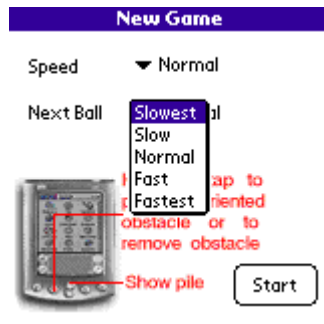 New Game
Speed Normal
Next Ball
Slowest
Slow
Normal
Fast
Fastest
to
obstacle or to
remove obstacle
Show pile
Start